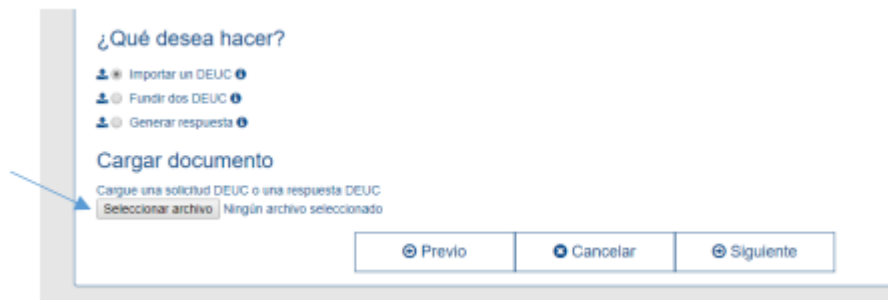 ¿Qué desea hacer?
Importar un DEUC
Fundir dos DEUC
Generar respuesta
Cargar documento
Cargue una solicitud DEUC o una respuesta DEUC
Seleccionar archivo Ningún archivo seleccionado
Previo Cancelar Siguiente